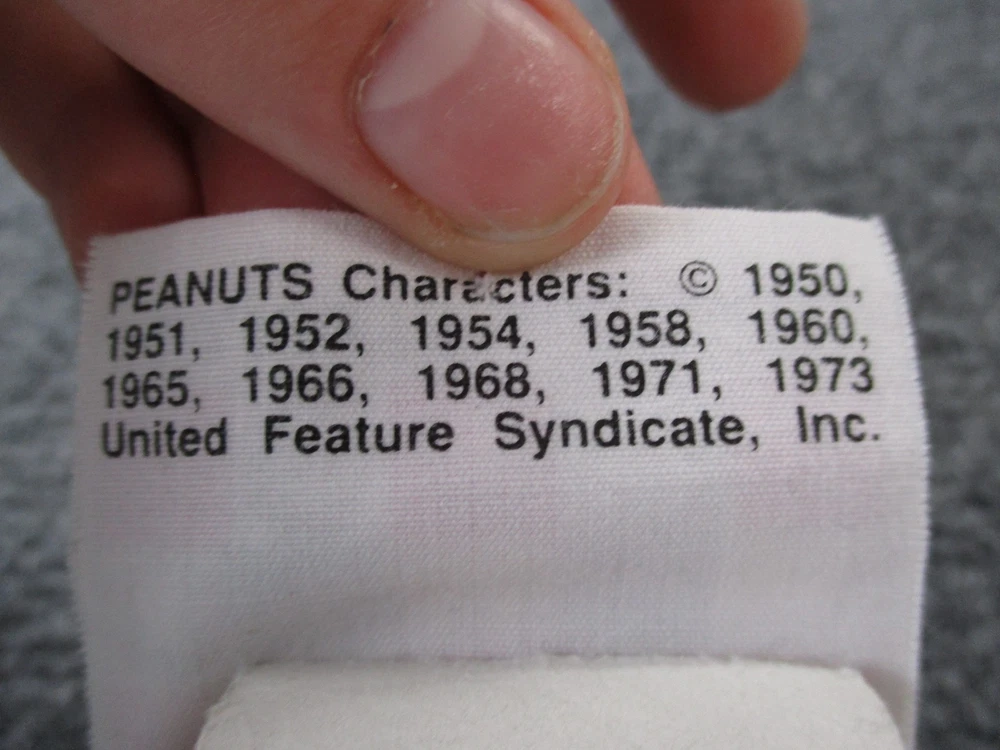 PEANUTS Characters: © 1950,
1951, 1952, 1954, 1958, 1960,
1965, 1966, 1968, 1971, 1973
United Feature Syndicate, Inc.